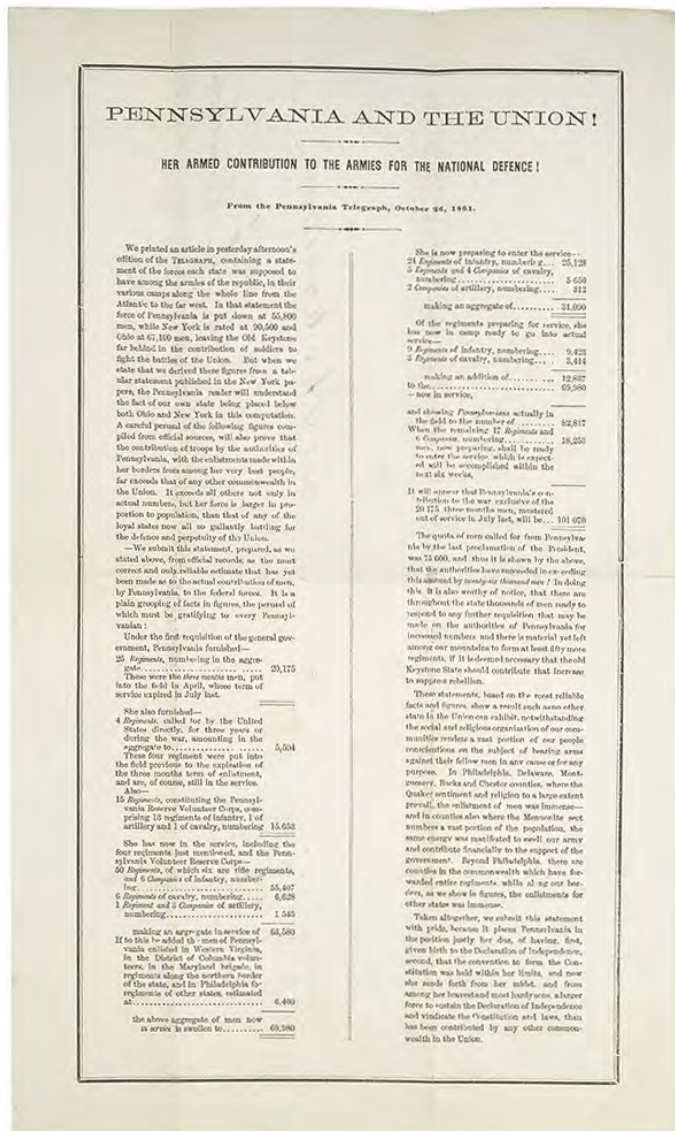 PENNSYLVANIA AND THE UNION!
HER ARMED CONTRIBUTION TO THE ARMIES FOR THE NATIONAL DEFENCE!
From the Pennsylvania Telegraph, October 26, 1861.
We printed an article in yesterday afternoon's
edition of the TELEGRAPH, containing a state-
ment of the forces each state was supposed to
have among the armies of the republic, in their
various camps along the whole line from the
Atlantic to the far west. In that statement the
force of Pennsylvania is put down at 55,800
men, while New York is rated at 90,500 and
Ohio at 67,100 men, leaving the Old Keystone
far behind in the contribution of soldiers to
fight the battles of the Union. But when we
state that we derived these figures from a tab-
ular statement published in the New York pa-
pers, the Pennsylvania reader will understand
the fact of our own state being placed below
both Ohio and New York in this computation.
A careful perusal of the following figures com-
piled from official sources, will also prove that
the contribution of troops by the authorities of
Pennsylvania, with the enlistments made within
her borders from among her very best people,
far exceeds that of any other commonwealth in
the Union. It exceeds all others not only in
actual numbers, but her force is larger in pro-
portion to population, than that of any of the
loyal states now all so gallantly battling for
the defence and perpetuity of the Union.
—We submit this statement, prepared, as we
stated above, from official records, as the most
correct and only reliable estimate that has yet
been made as to the actual contribution of men,
by Pennsylvania, to the federal forces. It is a
plain grouping of facts in figures, the perusal of
which must be gratifying to every Pennsyl-
vanian:
Under the first requisition of the general gov-
ernment, Pennsylvania furnished—
25 Regiments, numbering in the aggre-
gate........................ 20,175
These were the three months men, put
into the field in April, whose term of
service expired in July last.
She also furnished—
4 Regiments, called for by the United
States directly, for three years or
during the war, amounting in the
aggregate to.................. 5,594
These four regiment were put into
the field previous to the expiration of
the three months term of enlistment,
and are, of course, still in the service.
Also—
15 Regiments, constituting the Pennsyl-
vania Reserve Volunteer Corps, com-
prising 13 regiments of infantry, 1 of
artillery and 1 of cavalry, numbering 15,653
She has now in the service, including the
four regiments just mentioned, and the Penn-
sylvania Volunteer Reserve Corps—
50 Regiments, of which six are rifle regiments,
and 6 Companies of infantry, number-
ing........................ 55,407
6 Regiments of cavalry, numbering..... 6,628
1 Regiment and 3 Companies of artillery,
numbering.................... 1 545
making an aggregate in service of 63,580
If to this be added th men of Pennsyl-
vania enlisted in Western Virginia,
in the District of Columbia volun-
teers, in the Maryland brigade, in
regiments along the northern border
of the state, and in Philadelphia fo
regiments of other states, estimated
at.......................... 6,400
the above aggregate of men now
in service is swollen to.......... 69,980
She is now preparing to enter the service—
24 Regiments of infantry, numbering... 25,128
5 Regiments and 4 Companies of cavalry,
numbering.................... 5 650
2 Companies of artillery, numbering.... 312
making an aggregate of.......... 31,090
Of the regiments preparing for service, she
has now in camp ready to go into actual
service—
9 Regiments of infantry, numbering.... 9,423
3 Regiments of cavalry, numbering.... 3,414
making an addition of........ ... 12,837
to the.......................... 69,980
—now in service,
and showing Pennsylvanians actually in
the field to the number of......... 82,817
When the remaining 17 Regiments and
6 Companies, numbering........... 18,253
men, now preparing, shall be ready
to enter the service, which is expect-
ed will be accomplished within the
next six weeks,
It will appear that Pennsylvania's con-
tribution to the war exclusive of the
20 175 three months men, mustered
out of service in July last, will be... 101 070
The quota of men called for from Pennsylva-
nia by the last proclamation of the President,
was 75 000, and thus it is shown by the above,
that the authorities have succeeded in exceeding
this amount by twenty-six thousand men! In doing
this it is also worthy of notice, that there are
throughout the state thousands of men ready to
respond to any further requisition that may be
made on the authorities of Pennsylvania for
increased numbers and there is material yet left
among our mountains to form at least fifty more
regiments, if it is deemed necessary that the old
Keystone State should contribute that increase
to suppress rebellion.
These statements, based on the most reliable
facts and figures, show a result such as no other
state in the Union can exhibit, notwithstanding
the social and religious organization of our com-
munities renders a vast portion of our people
conscientious on the subject of bearing arms
against their fellow men in any cause or for any
purpose. In Philadelphia, Delaware, Mont-
gomery, Bucks and Chester counties, where the
Quaker sentiment and religion to a large extent
prevail, the enlistment of men was immense—
and in counties also where the Menonite sect
numbers a vast portion of the population, the
same energy was manifested to swell our army
and contribute financially to the support of the
government. Beyond Philadelphia, there are
counties in the commonwealth which have for-
warded entire regiments, while along our bor-
ders, as we show in figures, the enlistments for
other states was immense.
Taken altogether, we submit this statement
with pride, because it places Pennsylvania in
the position justly her due, of having, first,
given birth to the Declaration of Independence,
second, that the convention to form the Con-
stitution was held within her limits, and now
she sends forth from her midst, and from
among her bravest and most hardy sons, a larger
force to sustain the Declaration of Independence
and vindicate the Constitution and laws, than
has been contributed by any other common-
wealth in the Union.